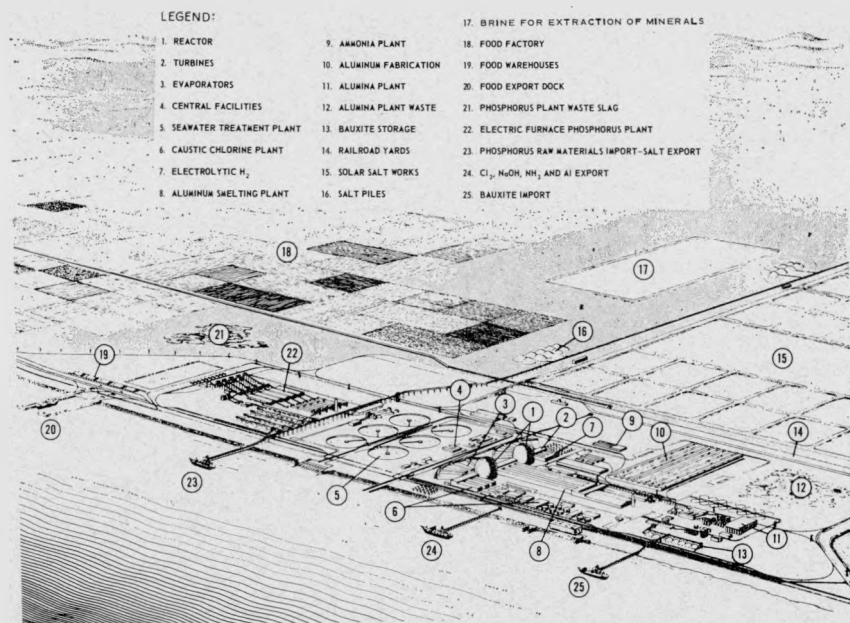 LEGEND:
1. REACTOR
2. TURBINES
3. EVAPORATORS
4. CENTRAL FACILITIES
5. SEAWATER TREATMENT PLANT
6. CAUSTIC CHLORINE PLANT
7. ELECTROLYTIC H₂
8. ALUMINUM SMELTING PLANT
9. AMMONIA PLANT
10. ALUMINUM FABRICATION
11. ALUMINA PLANT
12. ALUMINA PLANT WASTE
13. BAUXITE STORAGE
14. RAILROAD YARDS
15. SOLAR SALT WORKS
16. SALT PILES
17. BRINE FOR EXTRACTION OF MINERALS
18. FOOD FACTORY
19. FOOD WAREHOUSES
20. FOOD EXPORT DOCK
21. PHOSPHORUS PLANT WASTE SLAG
22. ELECTRIC FURNACE PHOSPHORUS PLANT
23. PHOSPHORUS RAW MATERIALS IMPORT-SALT EXPORT
24. Cl₂, NaOH, NH₃ AND Al EXPORT
25. BAUXITE IMPORT
18
17
16
21
15
22
19
4
3
1
2
7
9
10
14
20
12
23
5
6
11
24
8
13
25